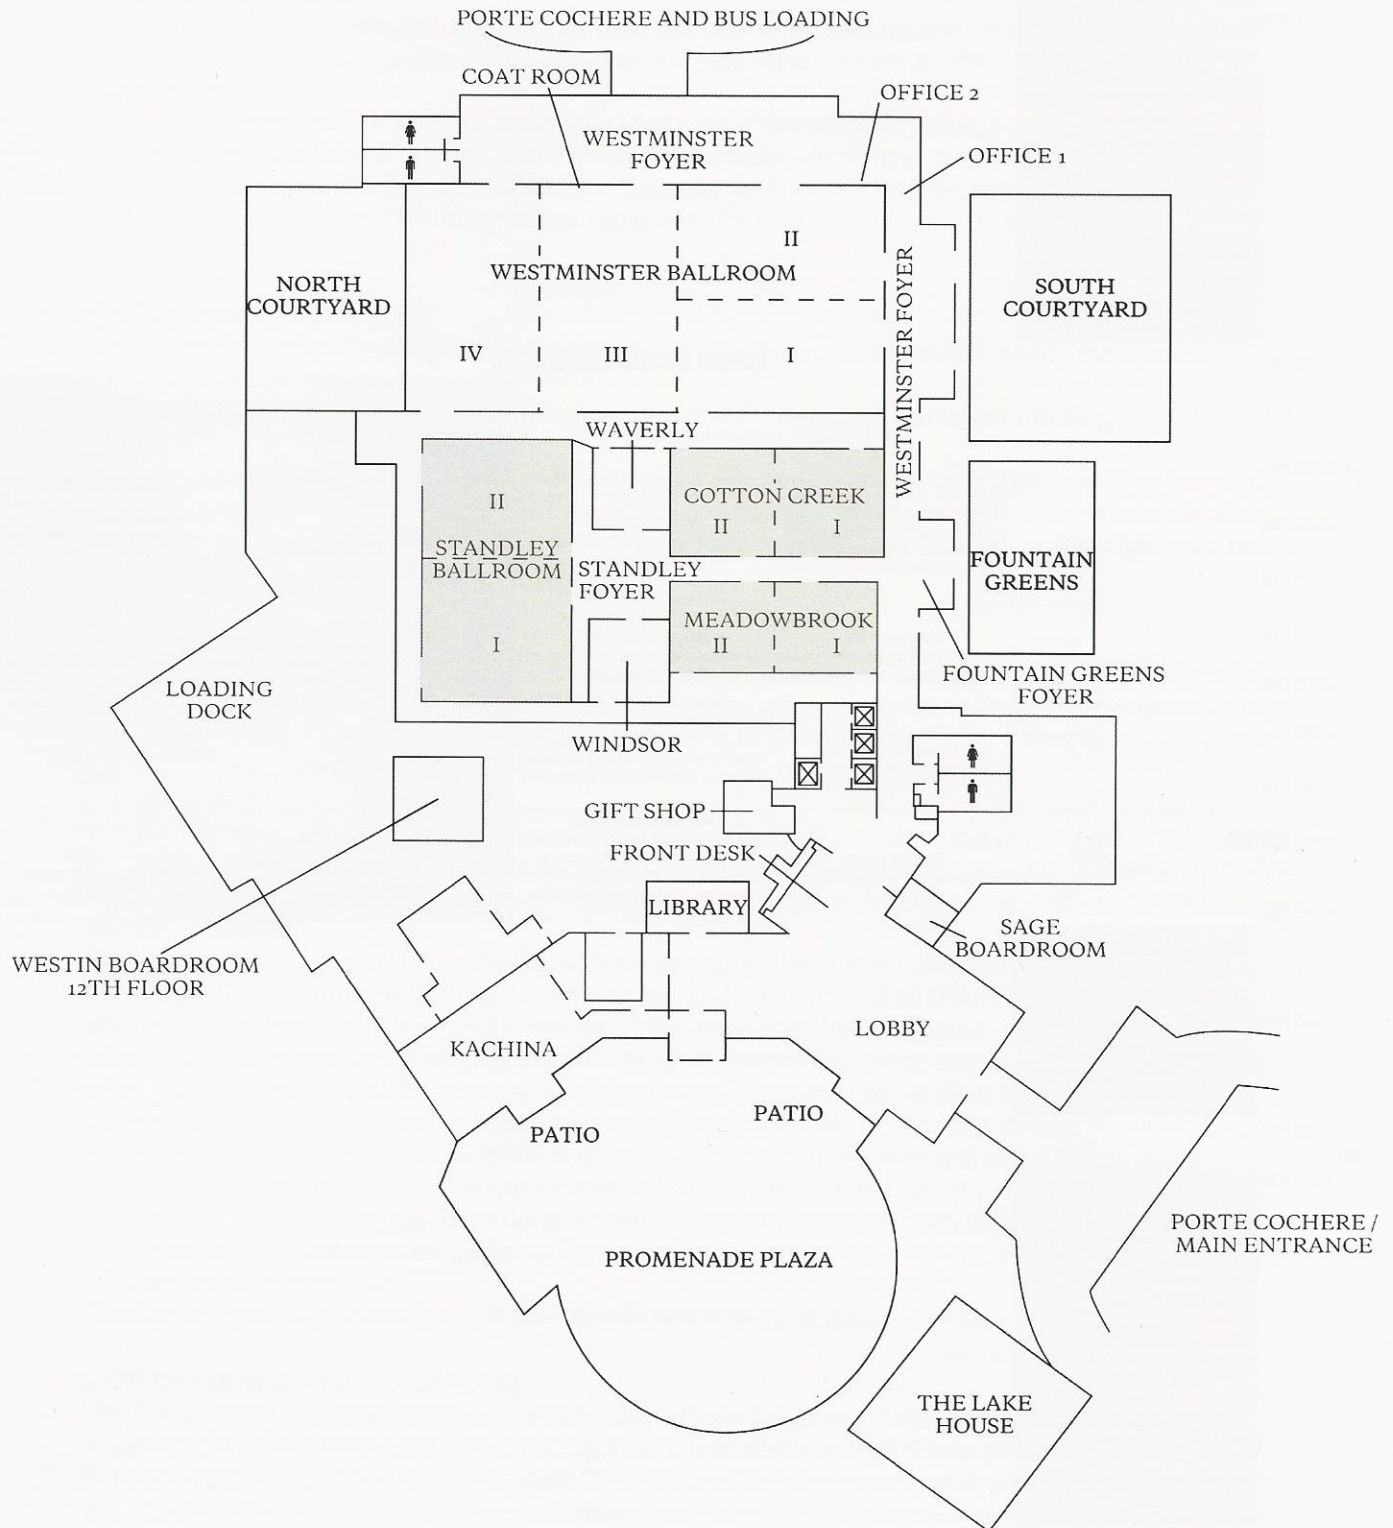 PORTE COCHERE AND BUS LOADING
COAT ROOM
OFFICE 2
WESTMINSTER
FOYER
OFFICE 1
II
WESTMINSTER BALLROOM
NORTH
COURTYARD
WESTMINSTER FOYER
SOUTH
COURTYARD
IV
III
I
WAVERLY
COTTON CREEK
II
I
II
STANDLEY
BALLROOM
I
STANDLEY
FOYER
FOUNTAIN
GREENS
MEADOWBROOK
II
I
FOUNTAIN GREENS
FOYER
LOADING
DOCK
WINDSOR
GIFT SHOP
FRONT DESK
LIBRARY
SAGE
BOARDROOM
WESTIN BOARDROOM
12TH FLOOR
LOBBY
KACHINA
PATIO
PATIO
PORTE COCHERE /
MAIN ENTRANCE
PROMENADE PLAZA
THE LAKE
HOUSE